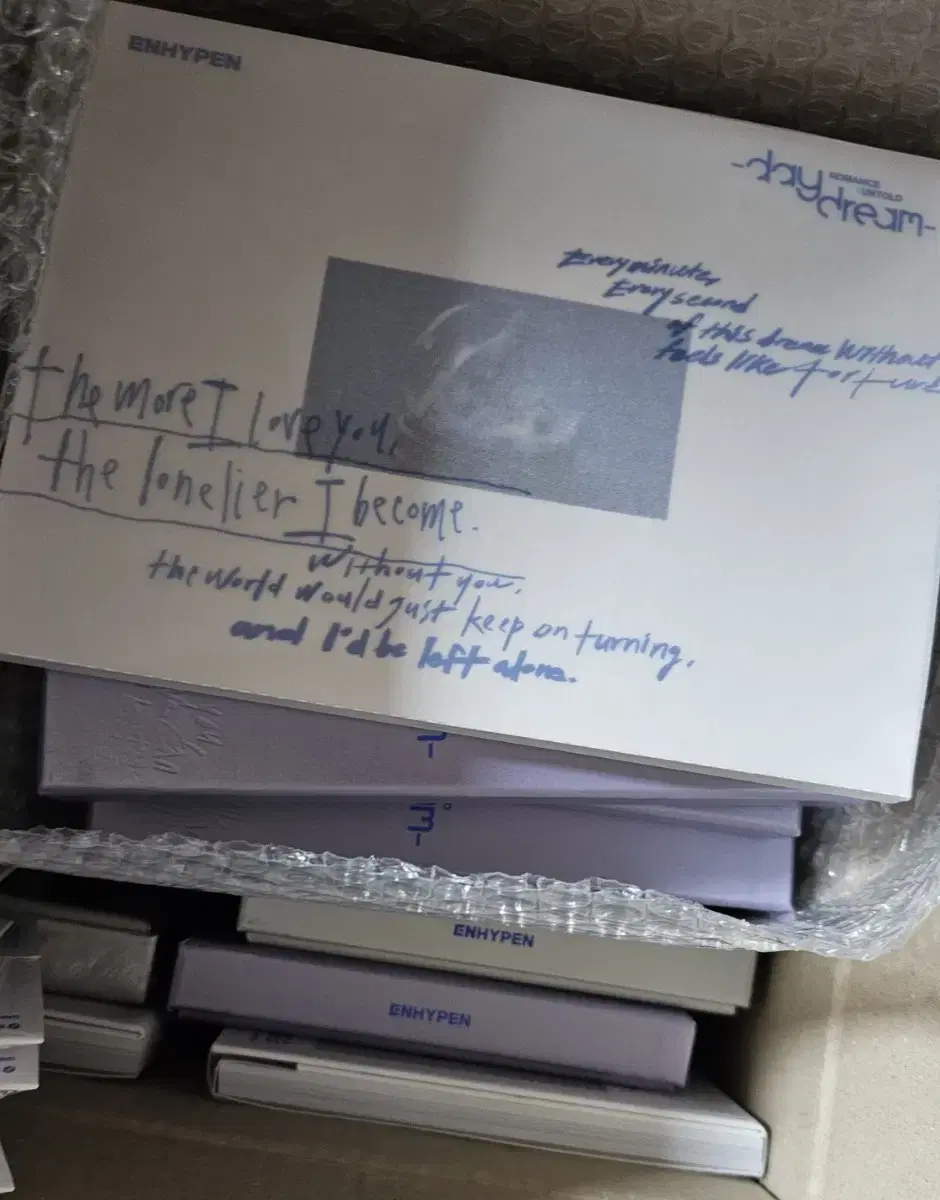 ENHYPEN
-daydream-
ROMANCE
: UNTOLD
Every minute,
Every second
of this dream without
feels like torture
the more I love you,
the lonelier I become.
without you,
the world would just keep on turning,
and I'd be left alone.
ENHYPEN
ENHYPEN